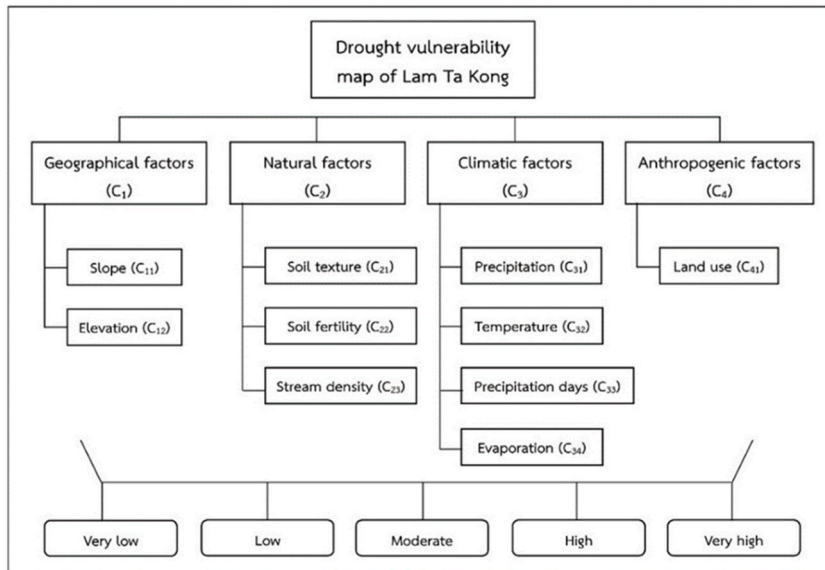 Drought vulnerability
map of Lam Ta Kong
Geographical factors
(C₁)
Natural factors
(C₂)
Climatic factors
(C₃)
Anthropogenic factors
(C₄)
Slope (C₁₁)
Elevation (C₁₂)
Soil texture (C₂₁)
Soil fertility (C₂₂)
Stream density (C₂₃)
Precipitation (C₃₁)
Temperature (C₃₂)
Precipitation days (C₃₃)
Evaporation (C₃₄)
Land use (C₄₁)
Very low
Low
Moderate
High
Very high